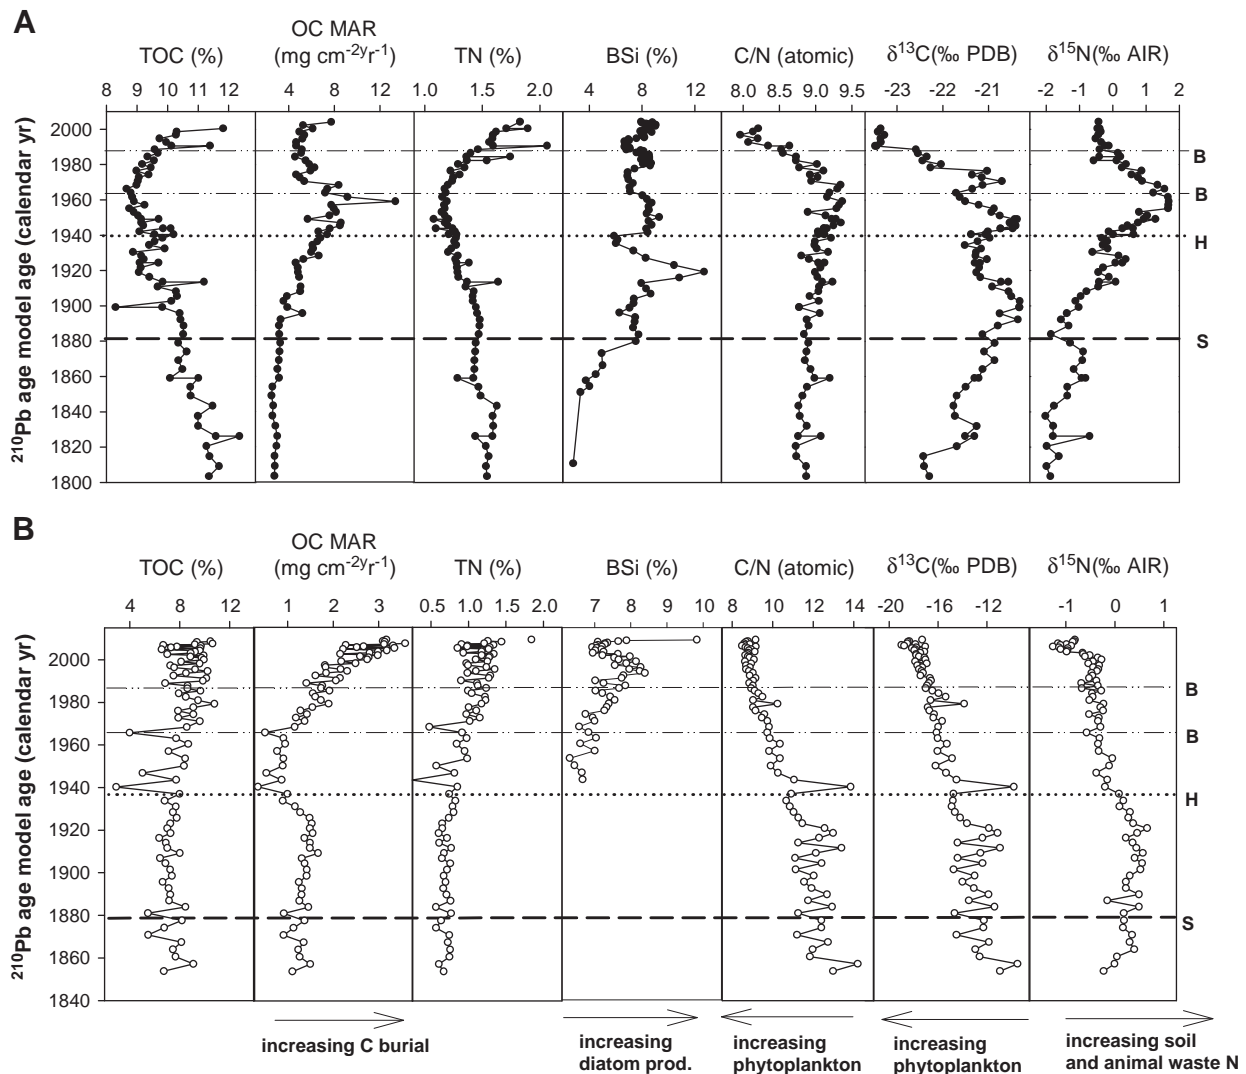 A
TOC (%)
OC MAR
(mg cm-2yr-1)
TN (%)
BSi (%)
C/N (atomic)
δ13C(‰ PDB)
δ15N(‰ AIR)
8 9 10 11 12
4 8 12
1.0 1.5 2.0
4 8 12
8.0 8.5 9.0 9.5
-23 -22 -21
-2 -1 0 1 2
210Pb age model age (calendar yr)
2000
1980
1960
1940
1920
1900
1880
1860
1840
1820
1800
B
B
H
S
B
TOC (%)
OC MAR
(mg cm-2yr-1)
TN (%)
BSi (%)
C/N (atomic)
δ13C(‰ PDB)
δ15N(‰ AIR)
4 8 12
1 2 3
0.5 1.0 1.5 2.0
7 8 9 10
8 10 12 14
-20 -16 -12
-1 0 1
210Pb age model age (calendar yr)
2000
1980
1960
1940
1920
1900
1880
1860
1840
B
B
H
S
increasing C burial
increasing
diatom prod.
increasing
phytoplankton
increasing
phytoplankton
increasing soil
and animal waste N